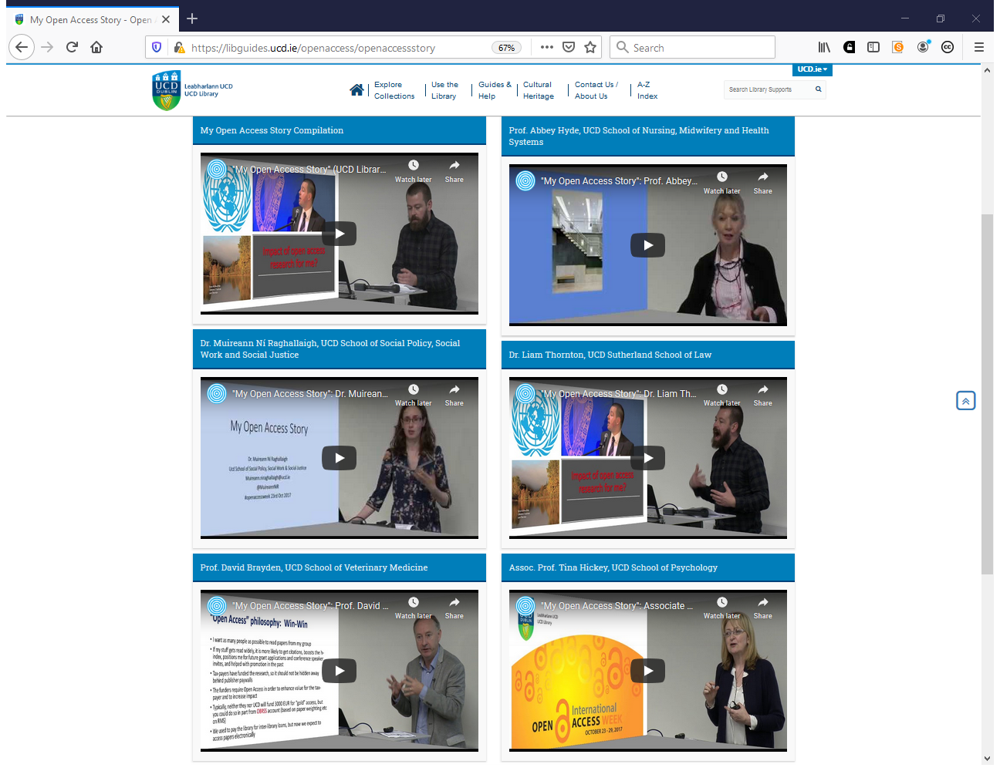 My Open Access Story - Open A
https://libguides.ucd.ie/openaccess/openaccessstory
67%
Search
UCD.ie
UCD
DUBLIN
Leabharlann UCD
UCD Library
Explore
Collections
Use the
Library
Guides &
Help
Cultural
Heritage
Contact Us /
About Us
A-Z
Index
Search Library Supports
My Open Access Story Compilation
"My Open Access Story" (UCD Librar...
Watch later
Share
Impact of open access
research for me?
Prof. Abbey Hyde, UCD School of Nursing, Midwifery and Health
Systems
"My Open Access Story": Prof. Abbey...
Watch later
Share
Dr. Muireann Ní Raghallaigh, UCD School of Social Policy, Social
Work and Social Justice
"My Open Access Story": Dr. Muirean...
Watch later
Share
My Open Access Story
Dr. Muireann Ní Raghallaigh
Ucd School of Social Policy, Social Work & Social Justice
Muireann.niraghallaigh@ucd.ie
@MuireannNiR
#openaccessweek 23rd Oct 2017
Dr. Liam Thornton, UCD Sutherland School of Law
"My Open Access Story": Dr. Liam Th...
Watch later
Share
Impact of open access
research for me?
Prof. David Brayden, UCD School of Veterinary Medicine
"My Open Access Story": Prof. David ...
Watch later
Share
"Open Access" philosophy: Win-Win
• I want as many people as possible to read papers from my group
• If my stuff gets read widely, it is more likely to get citations, boosts the h-
index, positions me for future grant applications and conference speaker
invites, and helped with promotion in the past
• Tax-payers have funded the research, so it should not be hidden away
behind publisher paywalls
• The funders require Open Access in order to enhance value for the tax-
payer and to increase impact
• Typically, neither they nor UCD will fund 3000 EUR for "gold" access, but
you could do so in part from OBRSS account (based on paper weighting etc
on RMS)
• We used to pay the library for inter-library loans, but now we expect to
access papers electronically
Assoc. Prof. Tina Hickey, UCD School of Psychology
"My Open Access Story": Associate ...
Watch later
Share
DUBLIN
Leabharlann UCD
UCD Library
International
OPEN ACCESS WEEK
OCTOBER 23 - 29, 2017